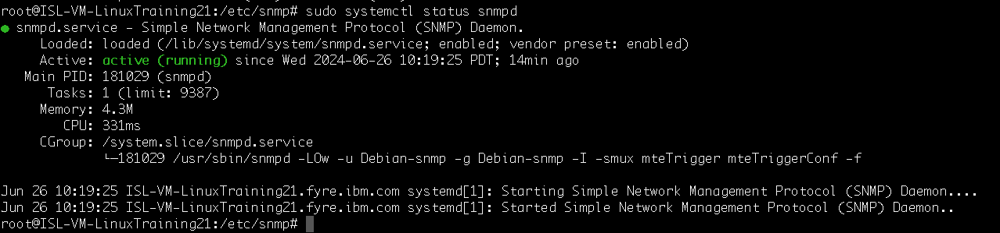 root@ISL-VM-LinuxTraining21:/etc/snmp# sudo systemctl status snmpd
● snmpd.service - Simple Network Management Protocol (SNMP) Daemon.
Loaded: loaded (/lib/systemd/system/snmpd.service; enabled; vendor preset: enabled)
Active: active (running) since Wed 2024-06-26 10:19:25 PDT; 14min ago
Main PID: 181029 (snmpd)
Tasks: 1 (limit: 9387)
Memory: 4.3M
CPU: 331ms
CGroup: /system.slice/snmpd.service
└─181029 /usr/sbin/snmpd -LOw -u Debian-snmp -g Debian-snmp -I -smux mteTrigger mteTriggerConf -f
Jun 26 10:19:25 ISL-VM-LinuxTraining21.fyre.ibm.com systemd[1]: Starting Simple Network Management Protocol (SNMP) Daemon....
Jun 26 10:19:25 ISL-VM-LinuxTraining21.fyre.ibm.com systemd[1]: Started Simple Network Management Protocol (SNMP) Daemon..
root@ISL-VM-LinuxTraining21:/etc/snmp#